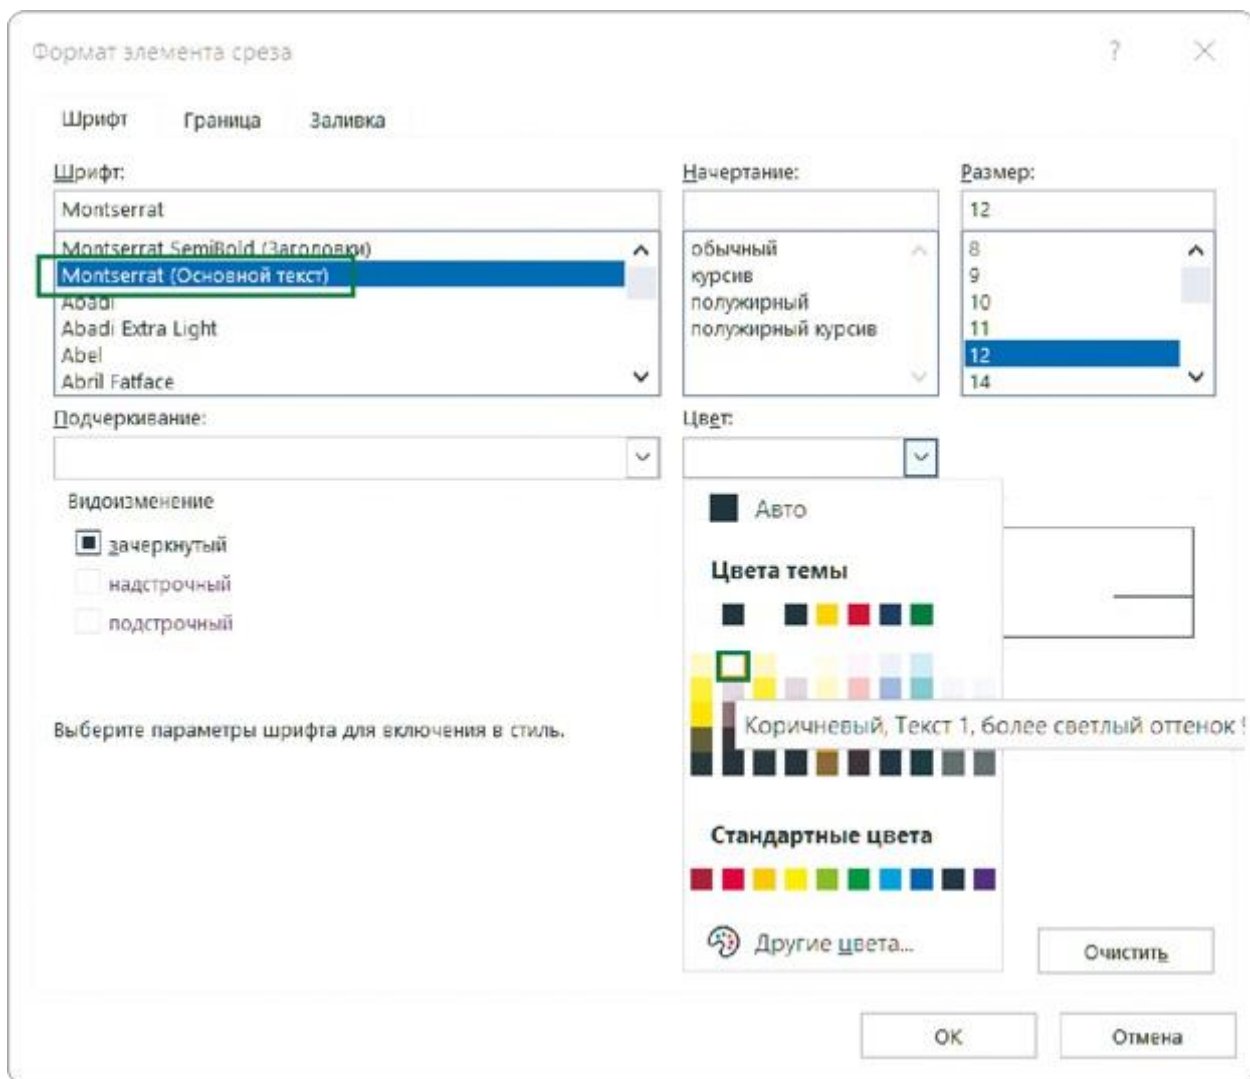 Формат элемента среза
Шрифт Граница Заливка
Шрифт: Начертание: Размер:
Montserrat 12
Montserrat SemiBold (Заголовки) обычный 8
Montserrat (Основной текст) курсив 9
Abadi полужирный 10
Abadi Extra Light полужирный курсив 11
Abel 12
Abril Fatface 14
Подчеркивание: Цвет:
Видоизменение
Авто
зачеркнутый
Цвета темы
надстрочный
подстрочный
Коричневый, Текст 1, более светлый оттенок
Выберите параметры шрифта для включения в стиль.
Стандартные цвета
Другие цвета...
Очистить
ОК Отмена